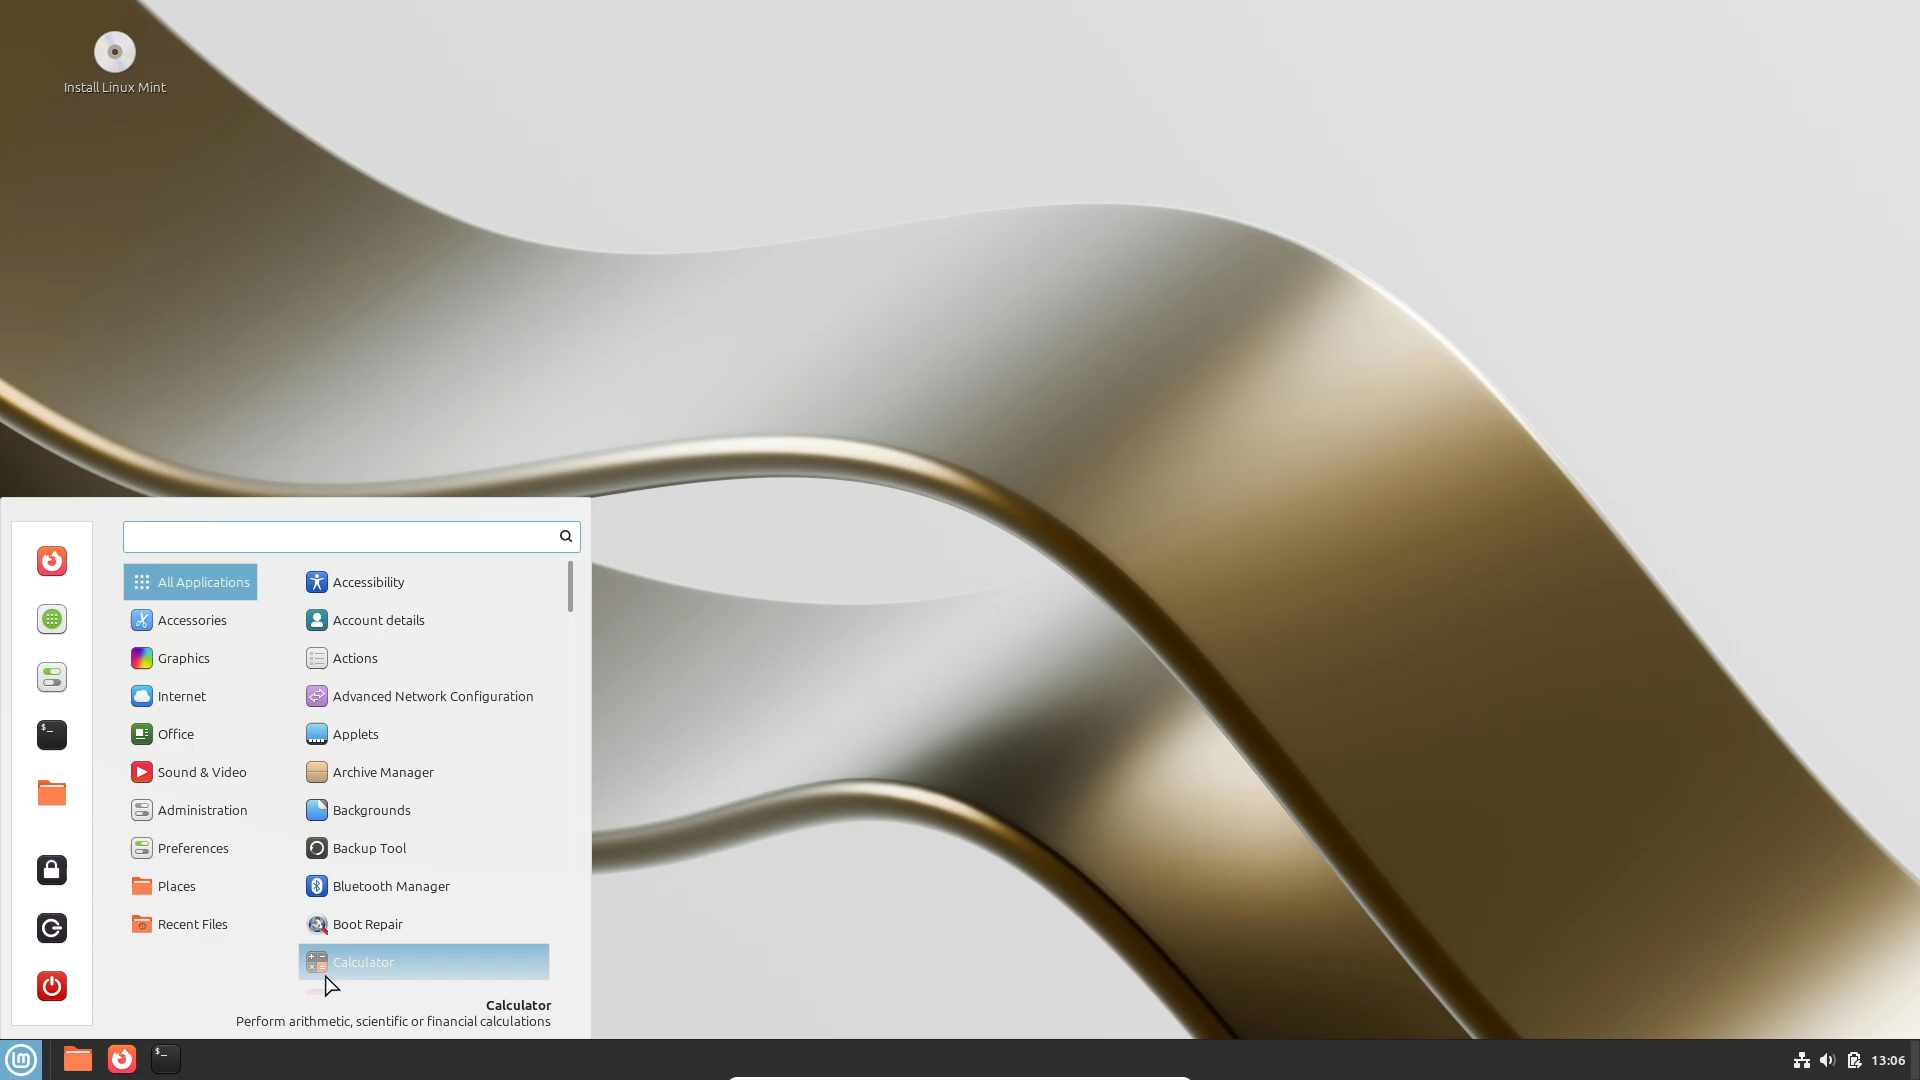 Install Linux Mint
All Applications
Accessories
Graphics
Internet
Office
Sound & Video
Administration
Preferences
Places
Recent Files
Accessibility
Account details
Actions
Advanced Network Configuration
Applets
Archive Manager
Backgrounds
Backup Tool
Bluetooth Manager
Boot Repair
Calculator
Calculator
Perform arithmetic, scientific or financial calculations
13:06